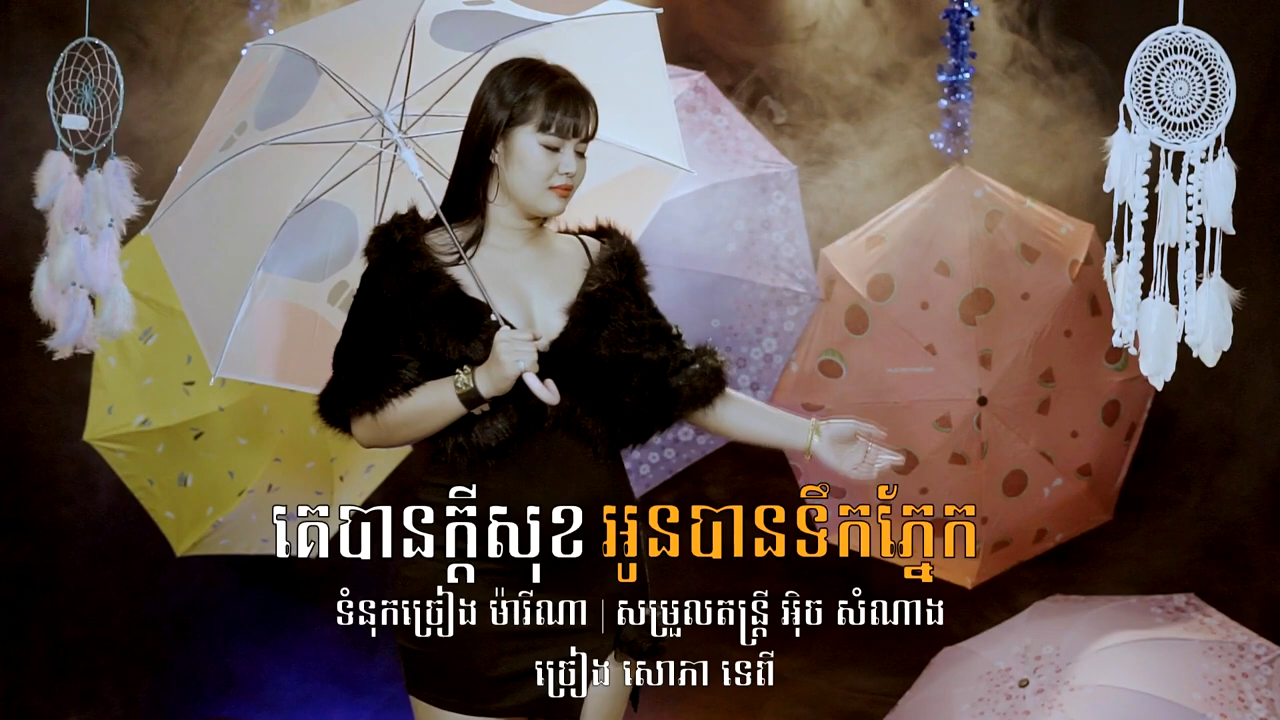 គេបានក្ដីសុខ អូនបានទឹកភ្នែក
ទំនុកច្រៀង ម៉ារីណា | សម្រួលតន្ត្រី អ៊ិច សំណាង
ច្រៀង សោភា ទេពី